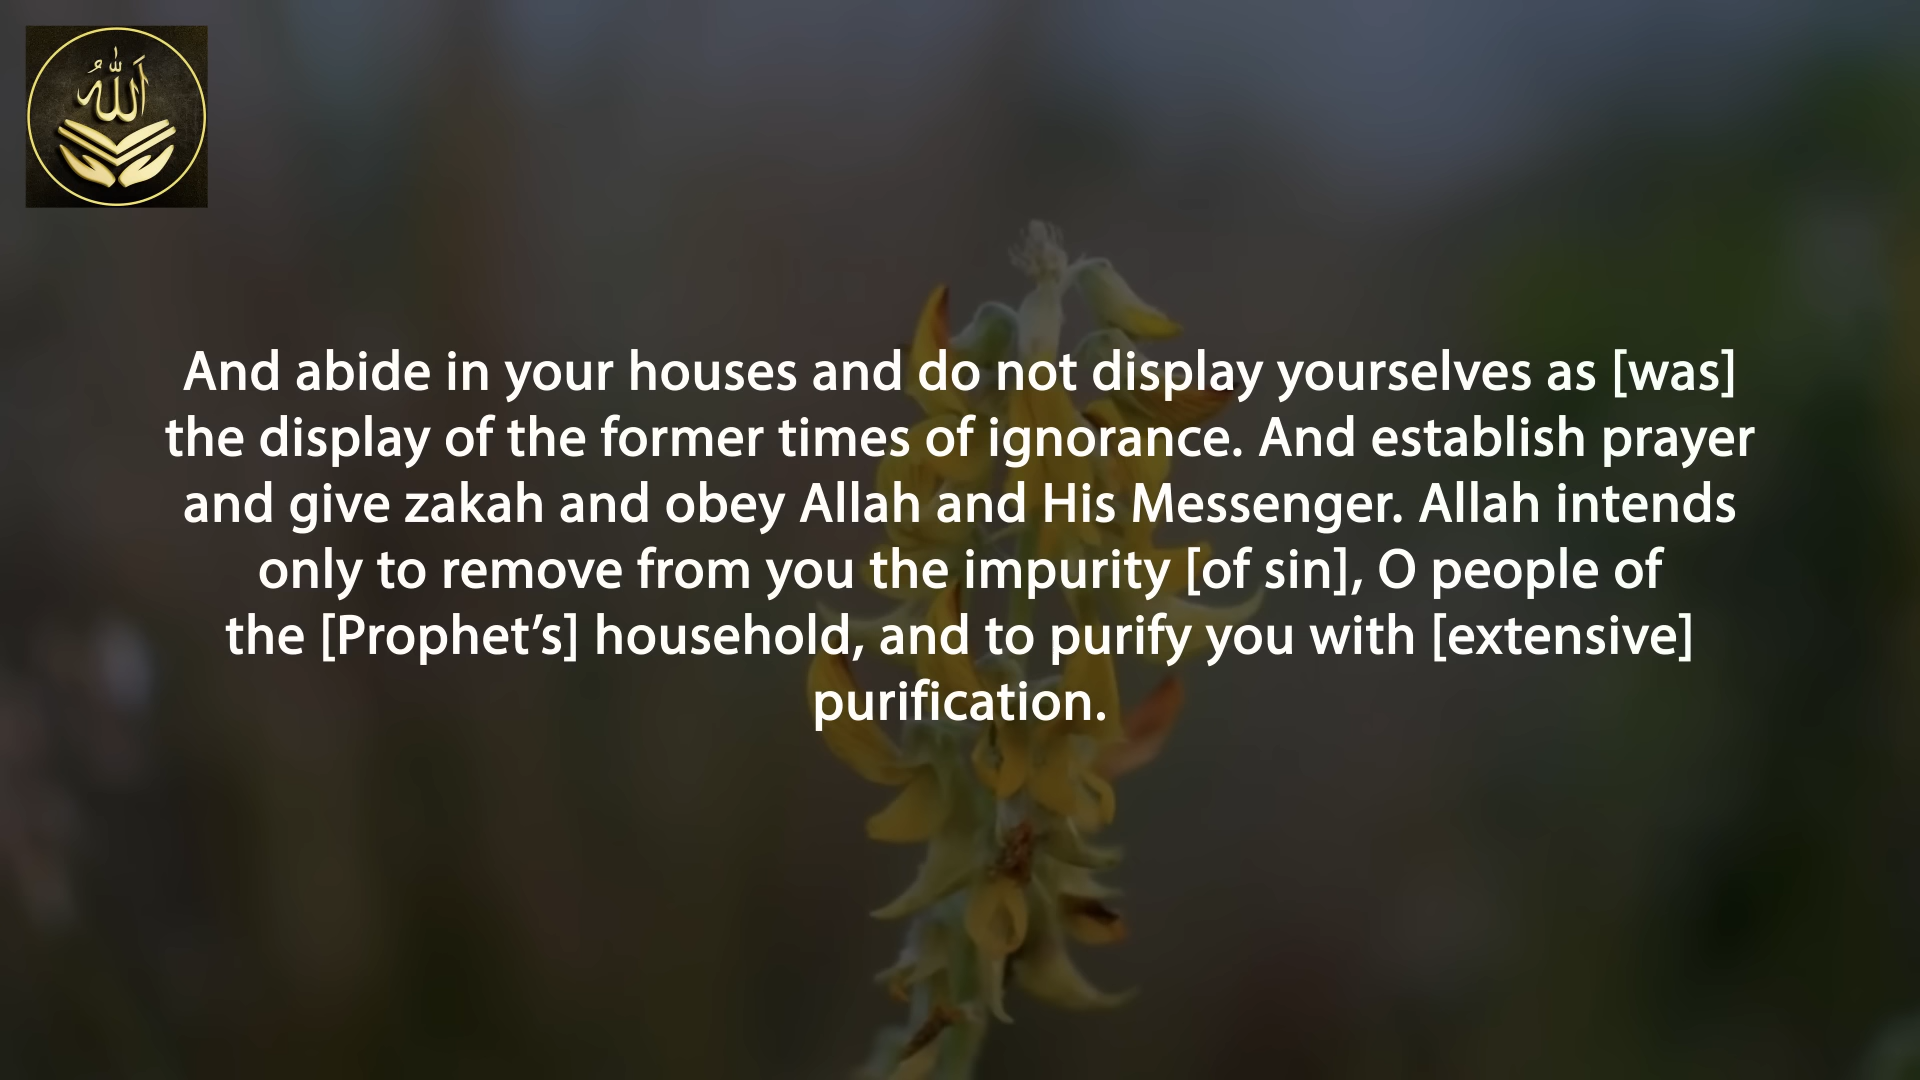 اللّٰهُ
And abide in your houses and do not display yourselves as [was]
the display of the former times of ignorance. And establish prayer
and give zakah and obey Allah and His Messenger. Allah intends
only to remove from you the impurity [of sin], O people of
the [Prophet’s] household, and to purify you with [extensive]
purification.